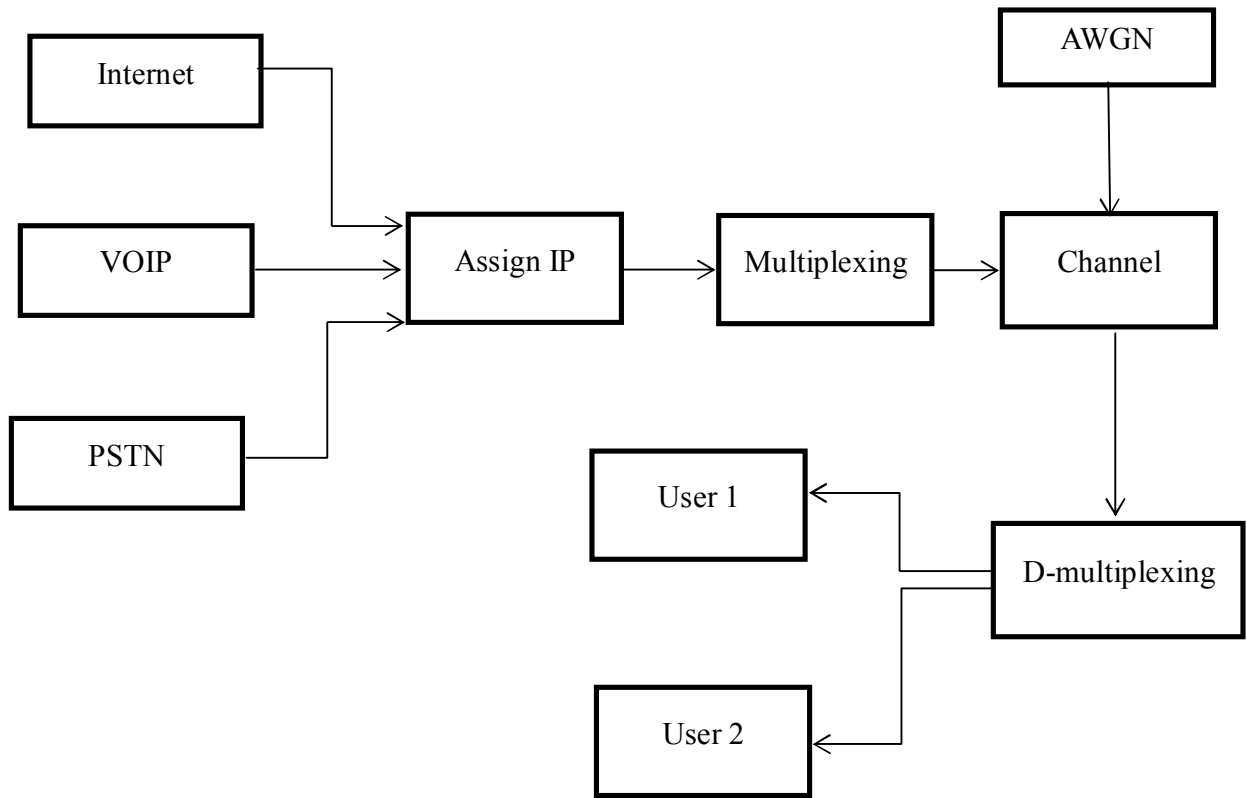 Internet
AWGN
VOIP
Assign IP
Multiplexing
Channel
PSTN
User 1
D-multiplexing
User 2